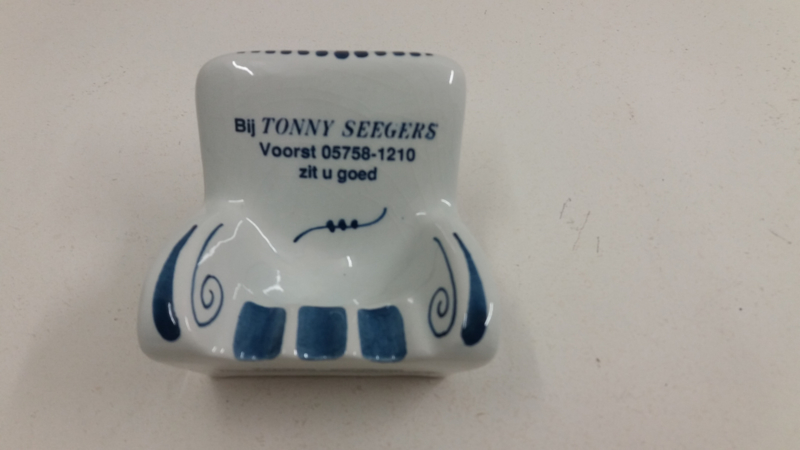 Bij TONNY SEEGERS
Voorst 05758-1210
zit u goed